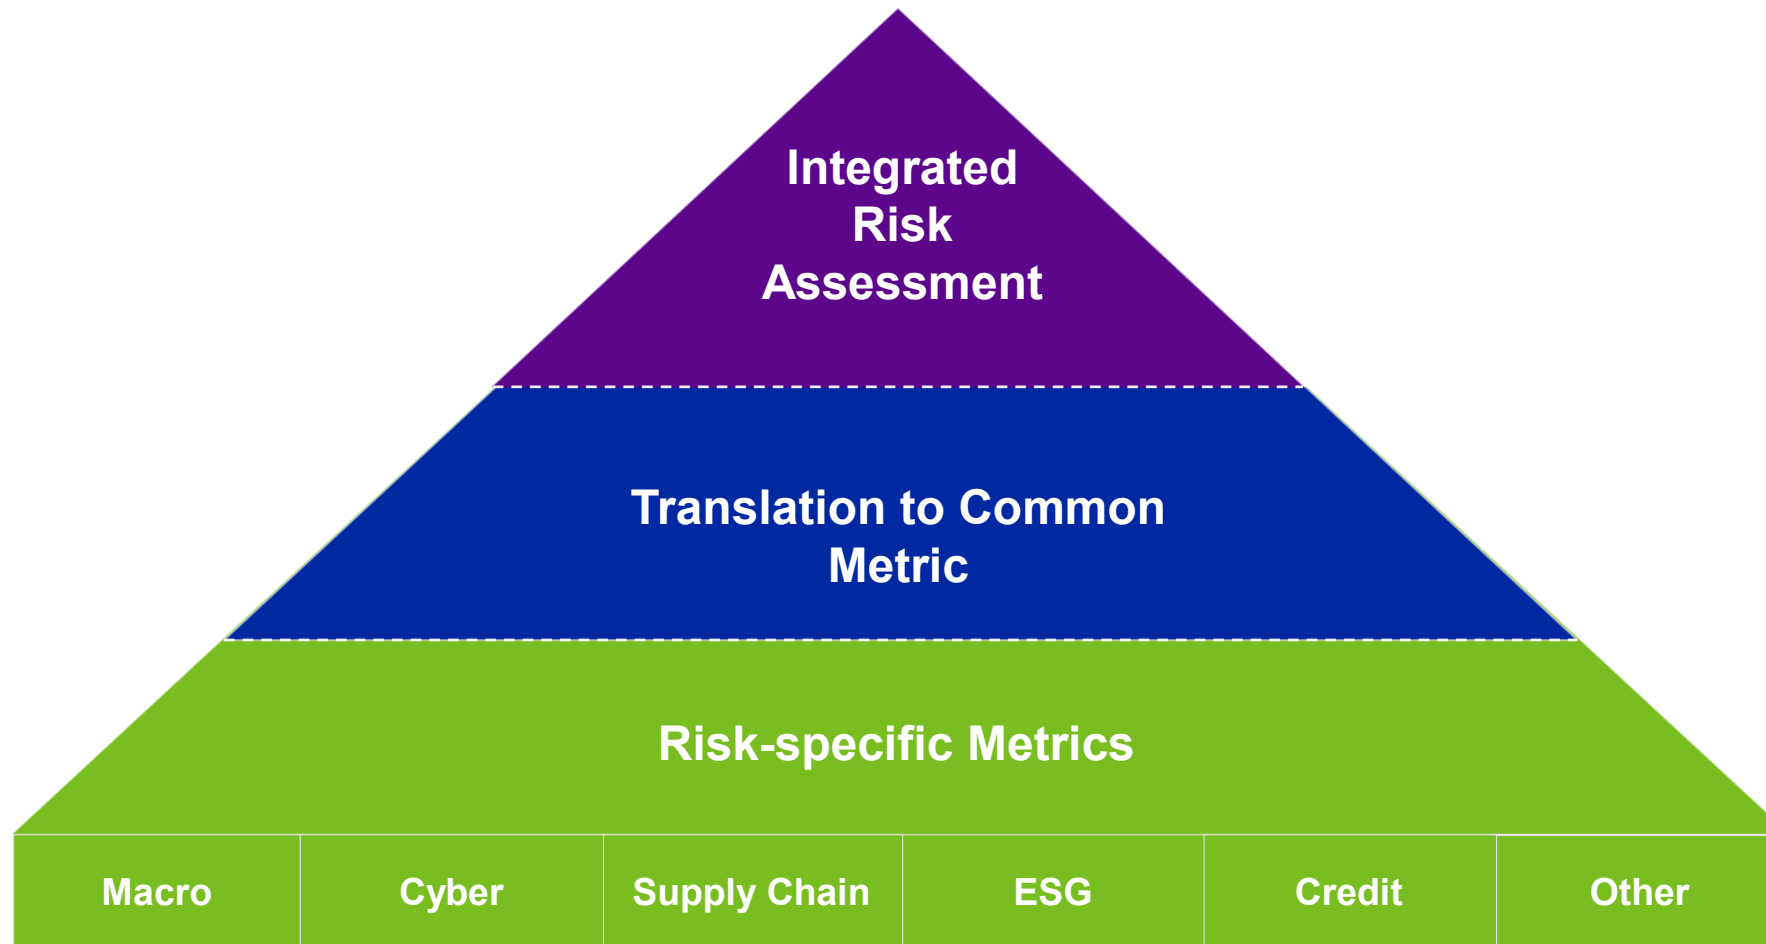 Integrated
Risk
Assessment
Translation to Common
Metric
Risk-specific Metrics
Macro
Cyber
Supply Chain
ESG
Credit
Other